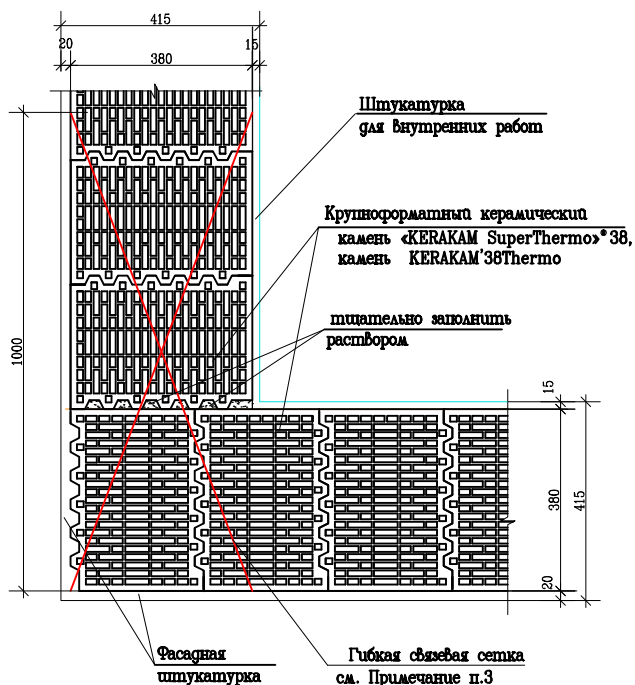 415
20
15
380
Штукатурка
для внутренних работ
Крупноформатный керамический
камень «KERAKAM SuperThermo»® 38,
камень KERAKAM'38Thermo
тщательно заполнить
раствором
1000
15
380
415
20
Фасадная
штукатурка
Гибкая связевая сетка
см. Примечание п.3